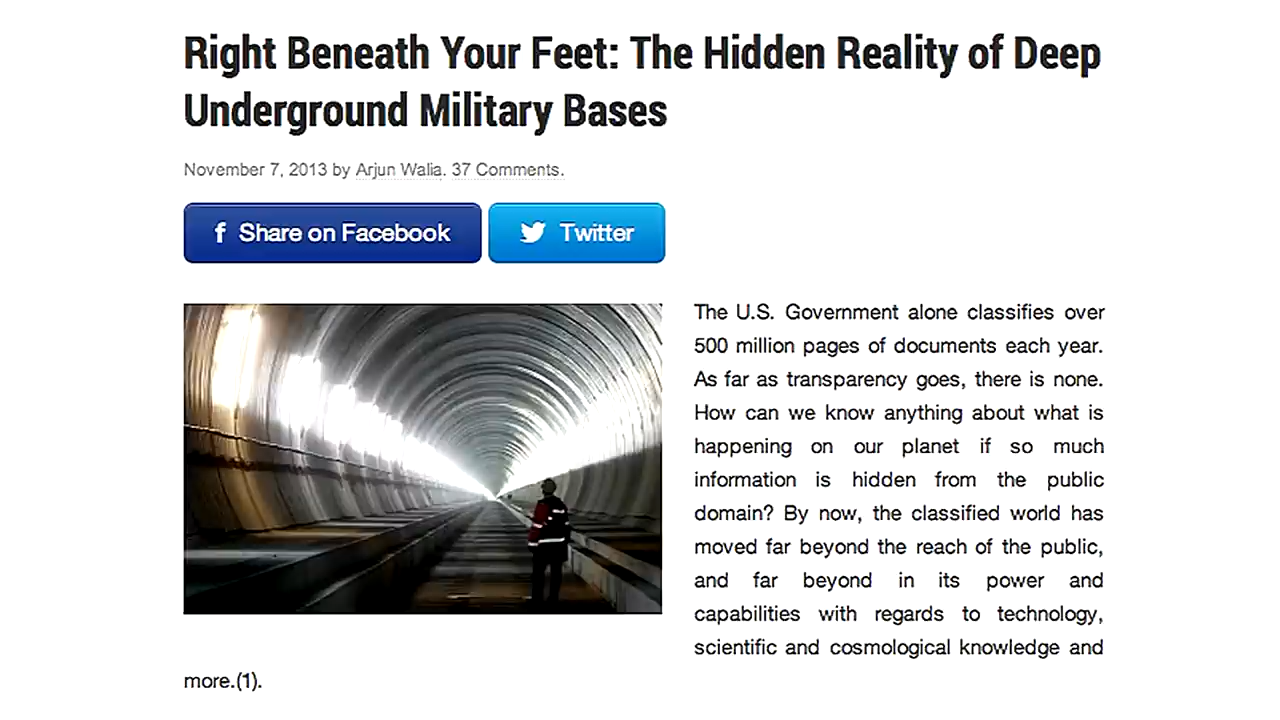 Right Beneath Your Feet: The Hidden Reality of Deep
Underground Military Bases
November 7, 2013 by Arjun Walia. 37 Comments.
f Share on Facebook
Twitter
The U.S. Government alone classifies over
500 million pages of documents each year.
As far as transparency goes, there is none.
How can we know anything about what is
happening on our planet if so much
information is hidden from the public
domain? By now, the classified world has
moved far beyond the reach of the public,
and far beyond in its power and
capabilities with regards to technology,
scientific and cosmological knowledge and
more.(1).